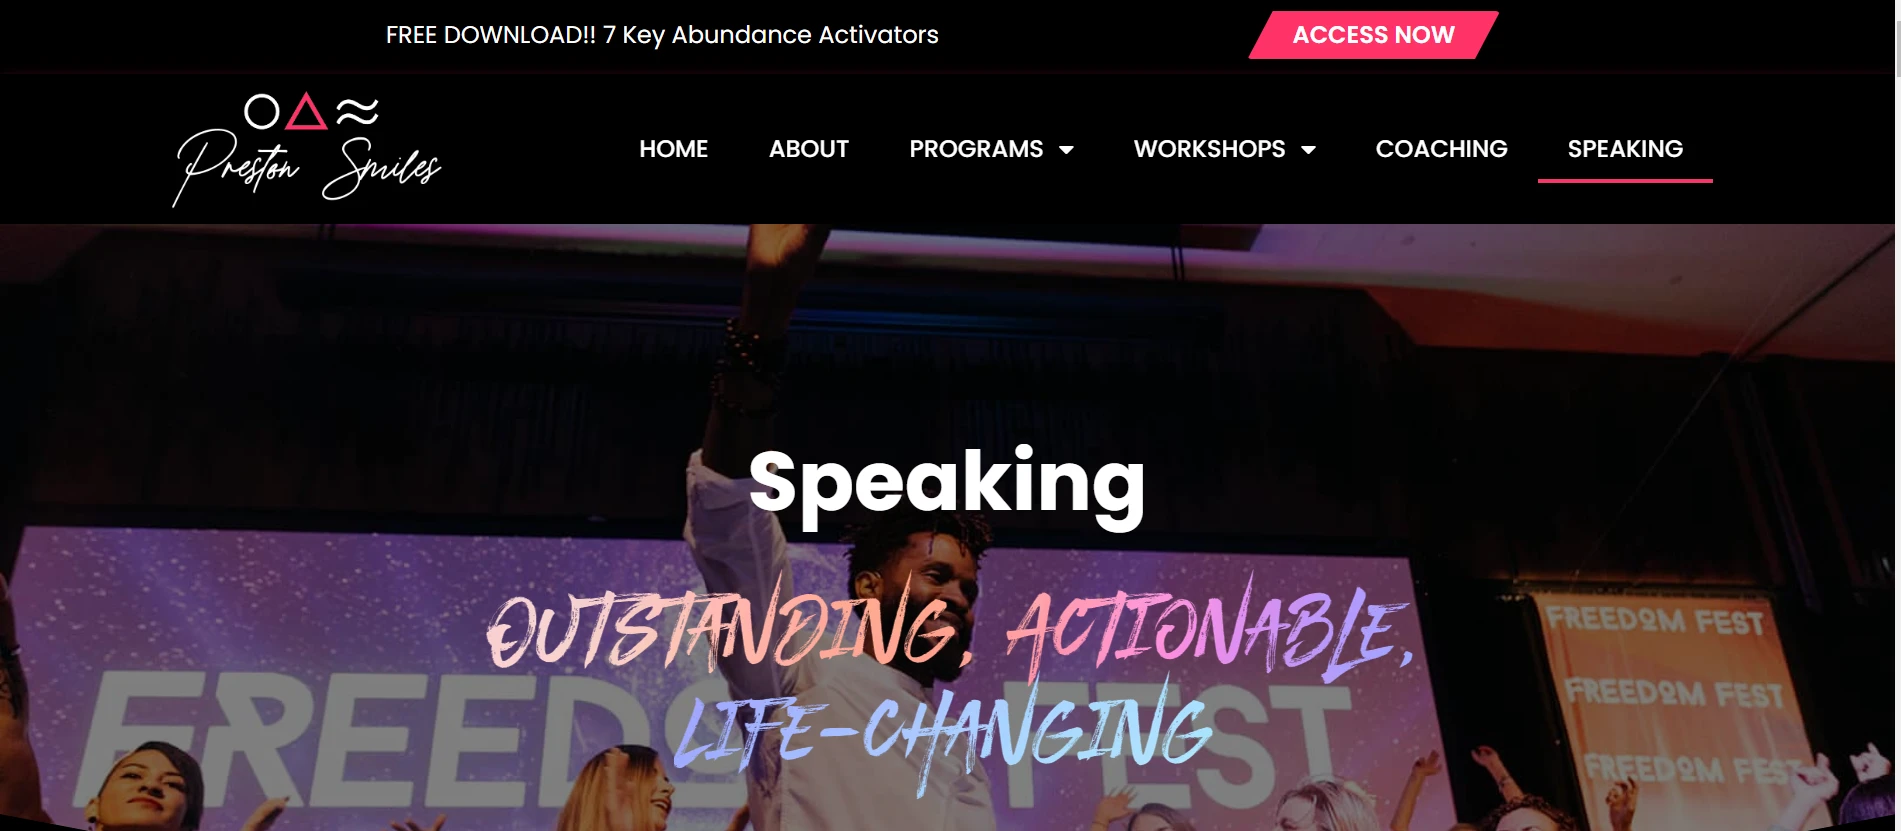 FREE DOWNLOAD!! 7 Key Abundance Activators
ACCESS NOW
Preston Smiles
HOME
ABOUT
PROGRAMS
WORKSHOPS
COACHING
SPEAKING
Speaking
OUTSTANDING, ACTIONABLE,
LIFE-CHANGING
FREEDOM FEST
FREEDOM FEST
FREEDOM FEST
FREEDOM FEST